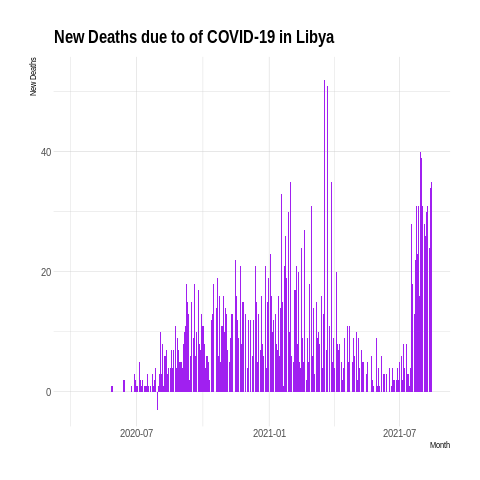 New Deaths due to of COVID-19 in Libya
New Deaths
40
20
0
2020-07
2021-01
2021-07
Month